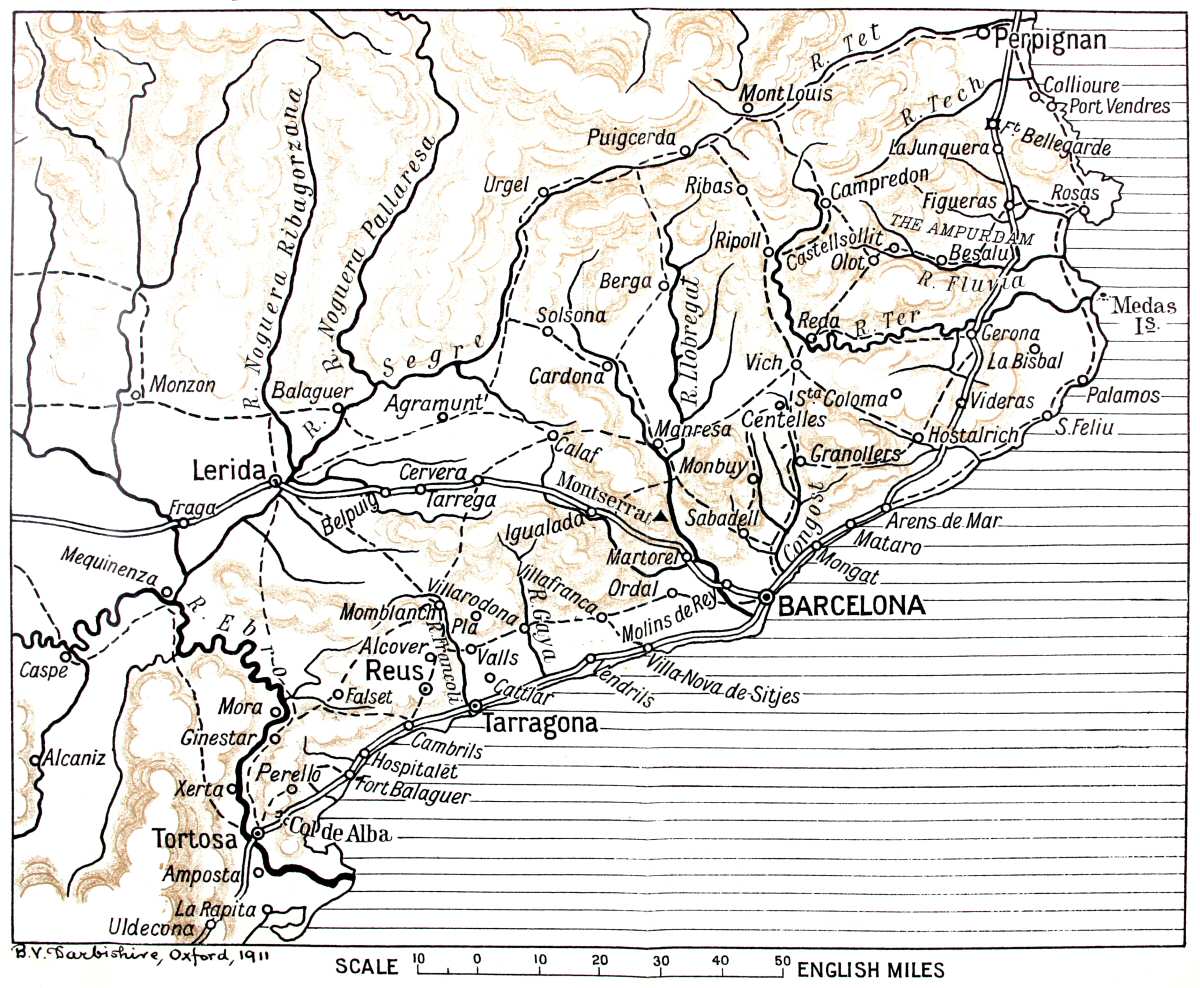 R. Tet
Perpignan
Mont Louis
R. Tech
Callioure
Port Vendres
Puigcerda
Ft. Bellegarde
La Junquera
Urgel
Ribas
Campredon
Figueras
Rosas
R. Noguera Ribagorzana
R. Noguera Pallaresa
Ripoll
Castellsollit
THE AMPURDAM
Olot
Besalu
Berga
R. Fluvia
R. Llobregat
Medas
Is.
Solsona
Reda
R. Ter
Gerona
La Bisbal
R. Segre
Cardona
Vich
Monzon
Balaguer
Agramunt
Sta Coloma
Videras
Palamos
Centelles
S. Feliu
Manresa
Hostalrich
Calaf
Granollers
Lerida
Cervera
Monbuy
Tarrega
Montserrat
Fraga
Belpuig
Igualada
Sabadell
Congost
Arens de Mar
Mataro
Mequinenza
Martorel
Mongat
Villafranca
Ordal
R. Ebro
Momblanch
Villarodona
Pla
R. Gaya
Molins de Rey
BARCELONA
Caspe
Alcover
R. Francoli
Valls
Reus
Villa-Nova-de-Sitjes
Falset
Catllar
Vendrils
Mora
Tarragona
Ginestar
Cambrils
Alcaniz
Hospitalèt
Xerta
Perelló
Fort Balaguer
Tortosa
Col de Alba
Amposta
La Rapita
Uldecona
B.V. Darbishire, Oxford, 1911
SCALE 10 0 10 20 30 40 50 ENGLISH MILES